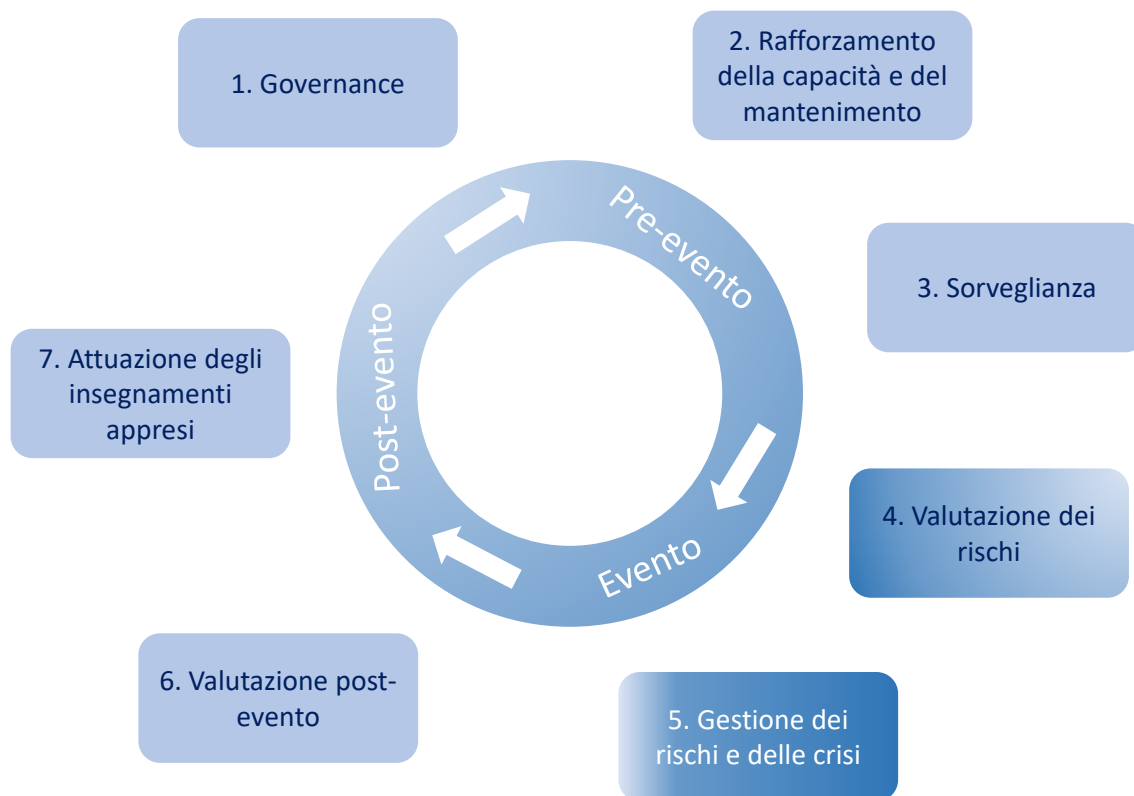 1. Governance
2. Rafforzamento
della capacità e del
mantenimento
Pre-evento
3. Sorveglianza
4. Valutazione dei
rischi
Evento
5. Gestione dei
rischi e delle crisi
6. Valutazione post-
evento
Post-evento
7. Attuazione degli
insegnamenti
appresi